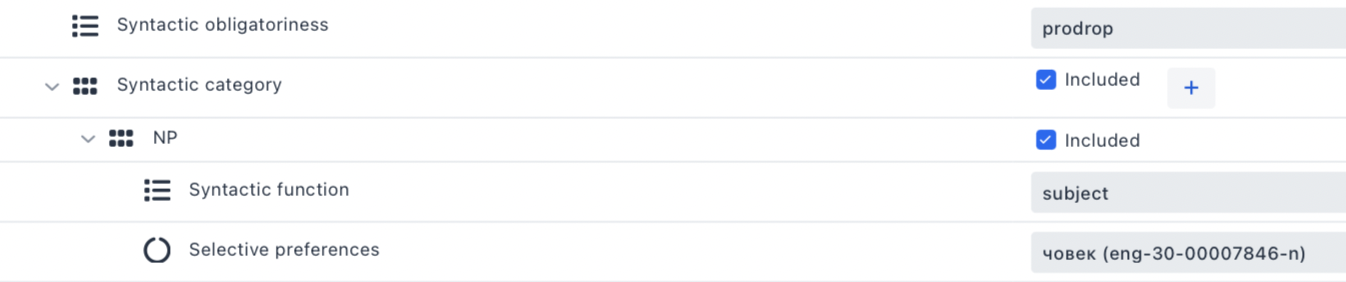 Syntactic obligatoriness
prodrop
Syntactic category
Included
+
NP
Included
Syntactic function
subject
Selective preferences
човек (eng-30-00007846-n)